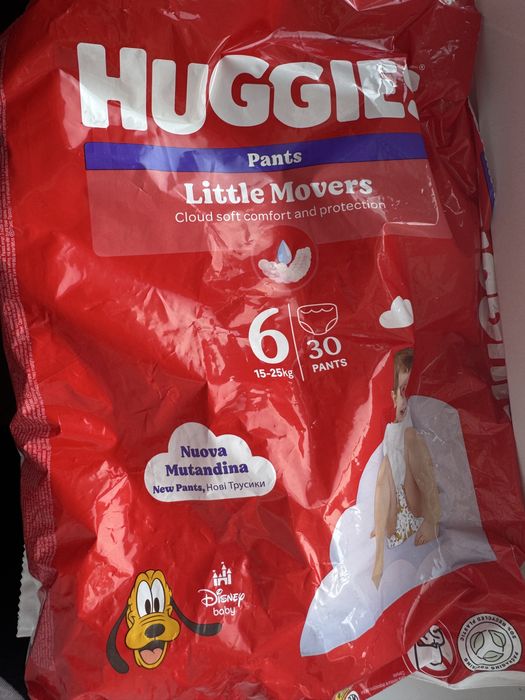 HUGGIES
Pants
Little Movers
Cloud soft comfort and protection
6
15-25kg
30
PANTS
Nuova
Mutandina
New Pants, Нові Трусики
Disney
baby